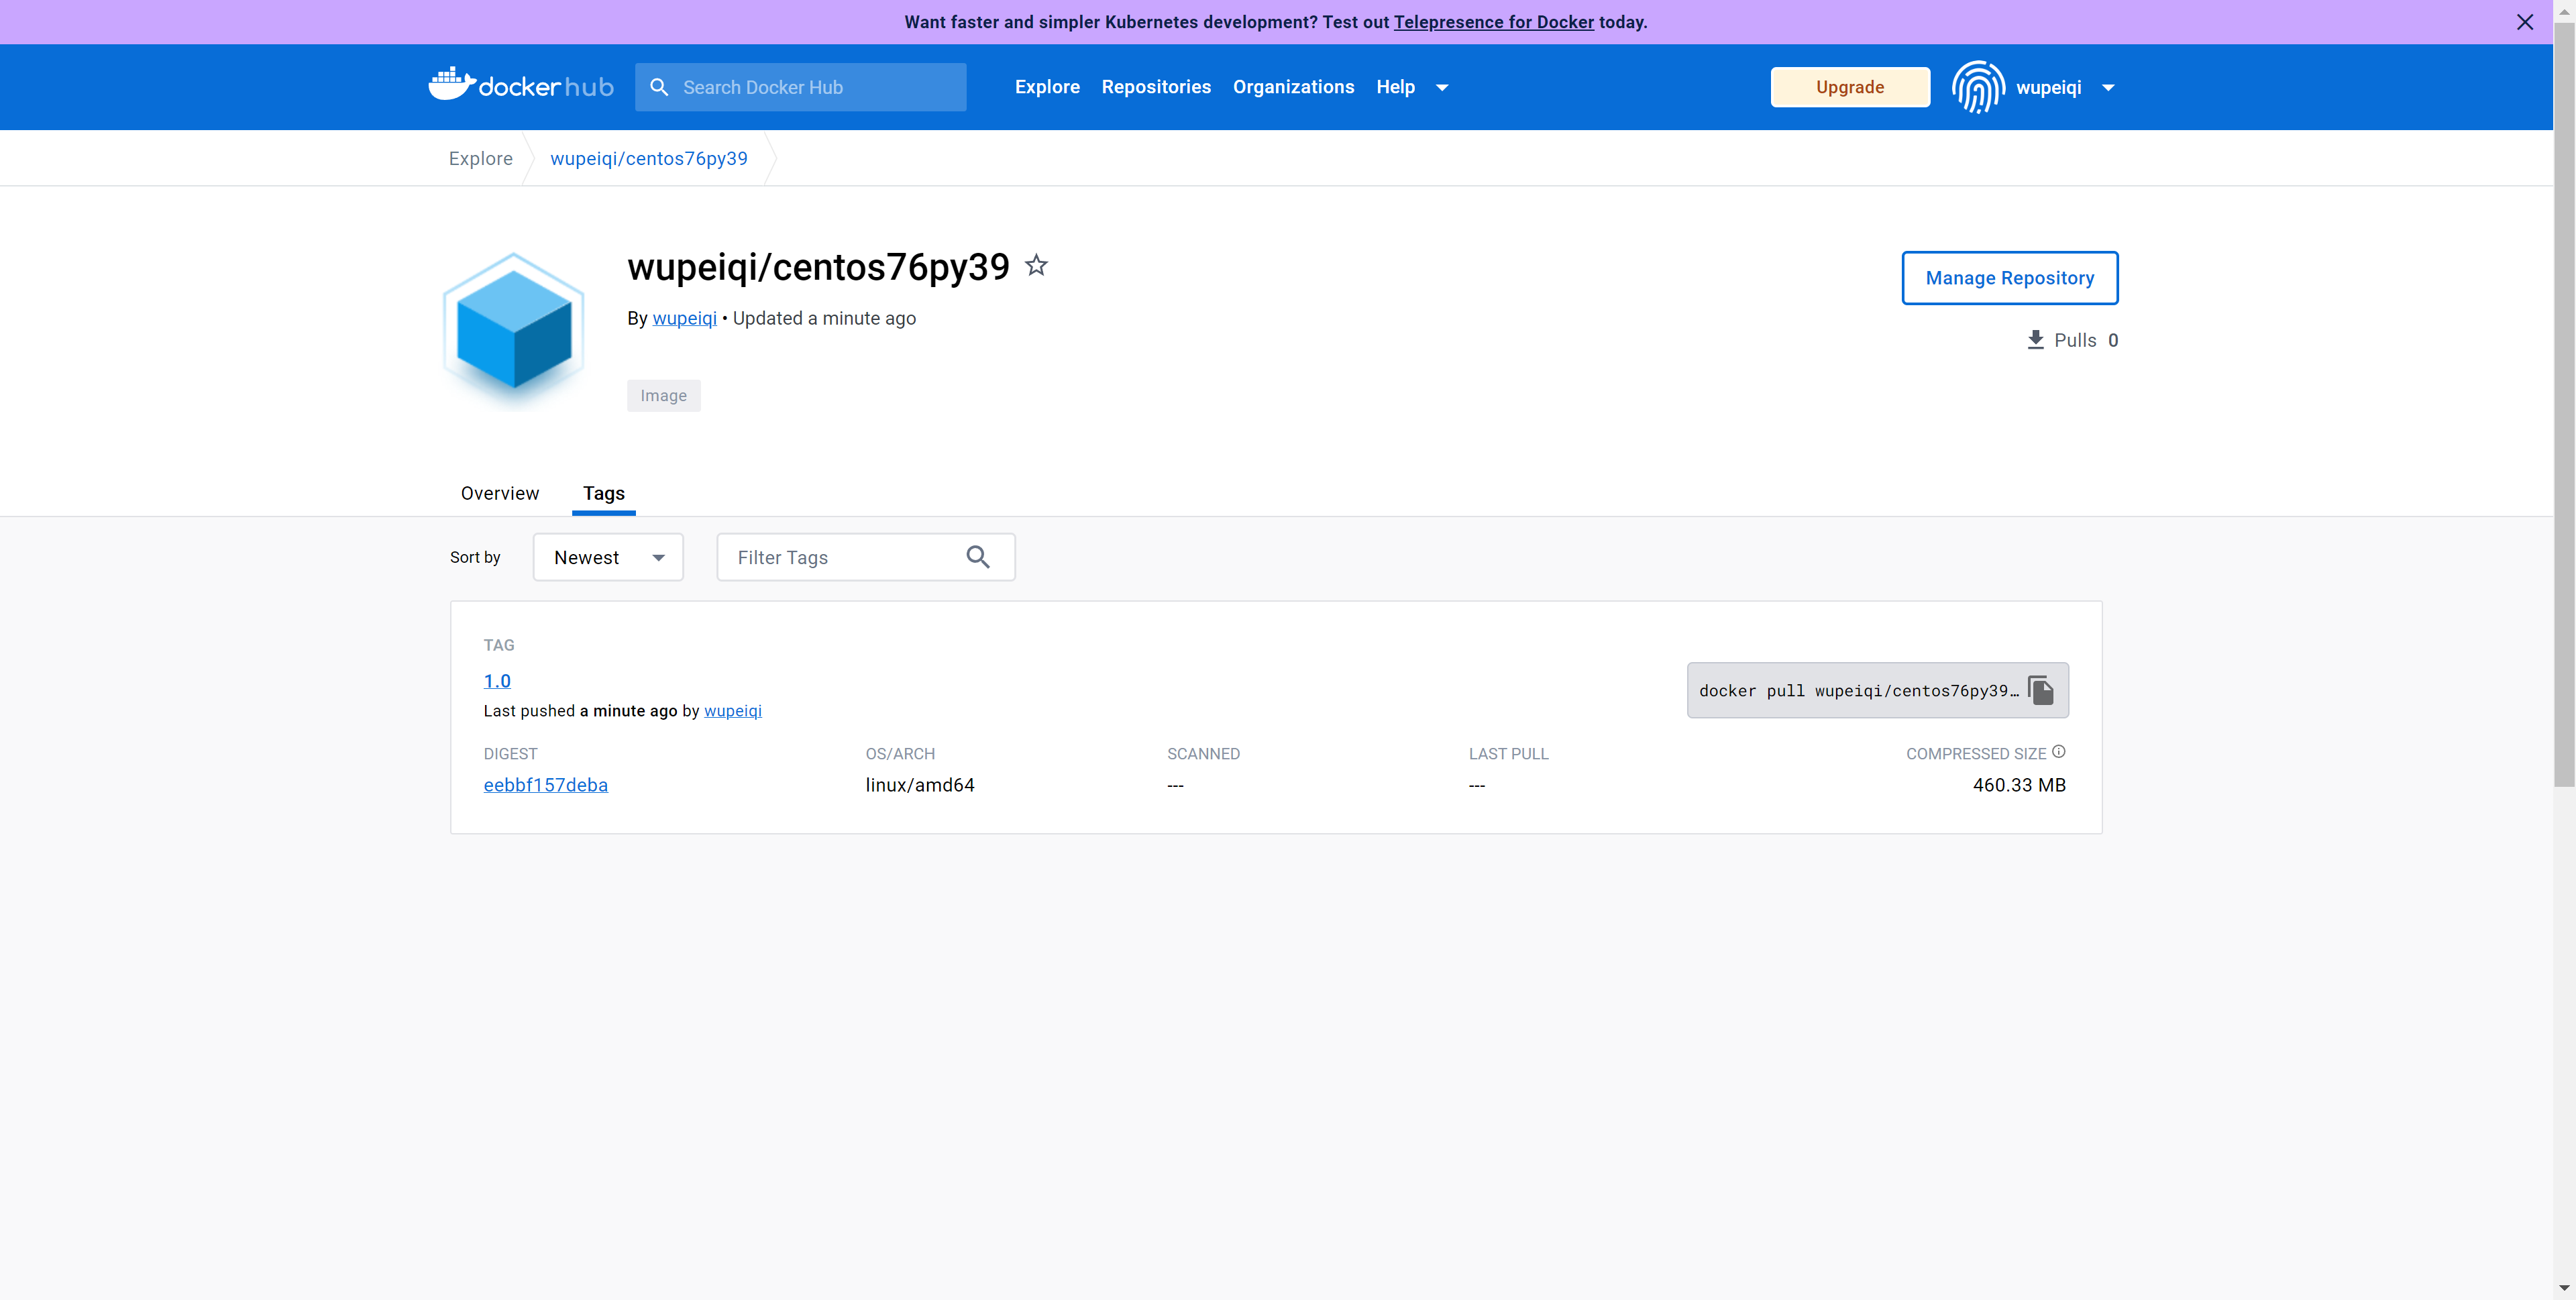 Want faster and simpler Kubernetes development? Test out Telepresence for Docker today.
dockerhub
Search Docker Hub
Explore
Repositories
Organizations
Help
Upgrade
wupeiqi
Explore
wupeiqi/centos76py39
wupeiqi/centos76py39
Manage Repository
By wupeiqi • Updated a minute ago
Pulls 0
Image
Overview
Tags
Sort by
Newest
Filter Tags
TAG
1.0
docker pull wupeiqi/centos76py39…
Last pushed a minute ago by wupeiqi
DIGEST
OS/ARCH
SCANNED
LAST PULL
COMPRESSED SIZE
eebbf157deba
linux/amd64
---
---
460.33 MB